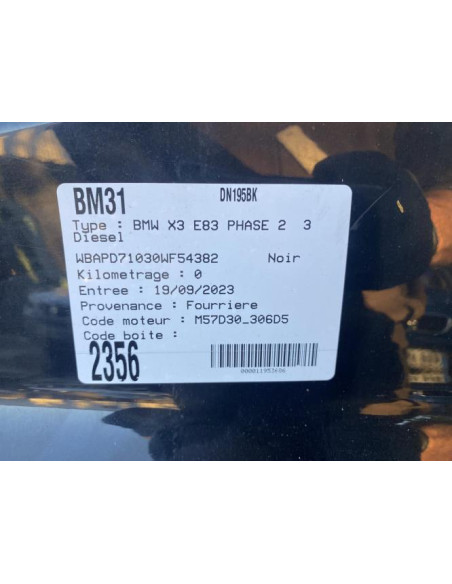 BM31 DN195BK
Type : BMW X3 E83 PHASE 2 3
Diesel
WBAPD71030WF54382 Noir
Kilometrage : 0
Entree : 19/09/2023
Provenance : Fourriere
Code moteur : M57D30_306D5
Code boite :
2356
000011953606